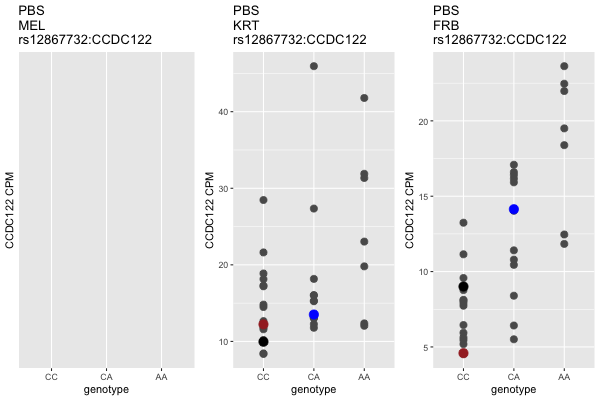 PBS
MEL
rs12867732:CCDC122
CCDC122 CPM
CC CA AA
genotype
PBS
KRT
rs12867732:CCDC122
CCDC122 CPM
40
30
20
10
CC CA AA
genotype
PBS
FRB
rs12867732:CCDC122
CCDC122 CPM
20
15
10
5
CC CA AA
genotype